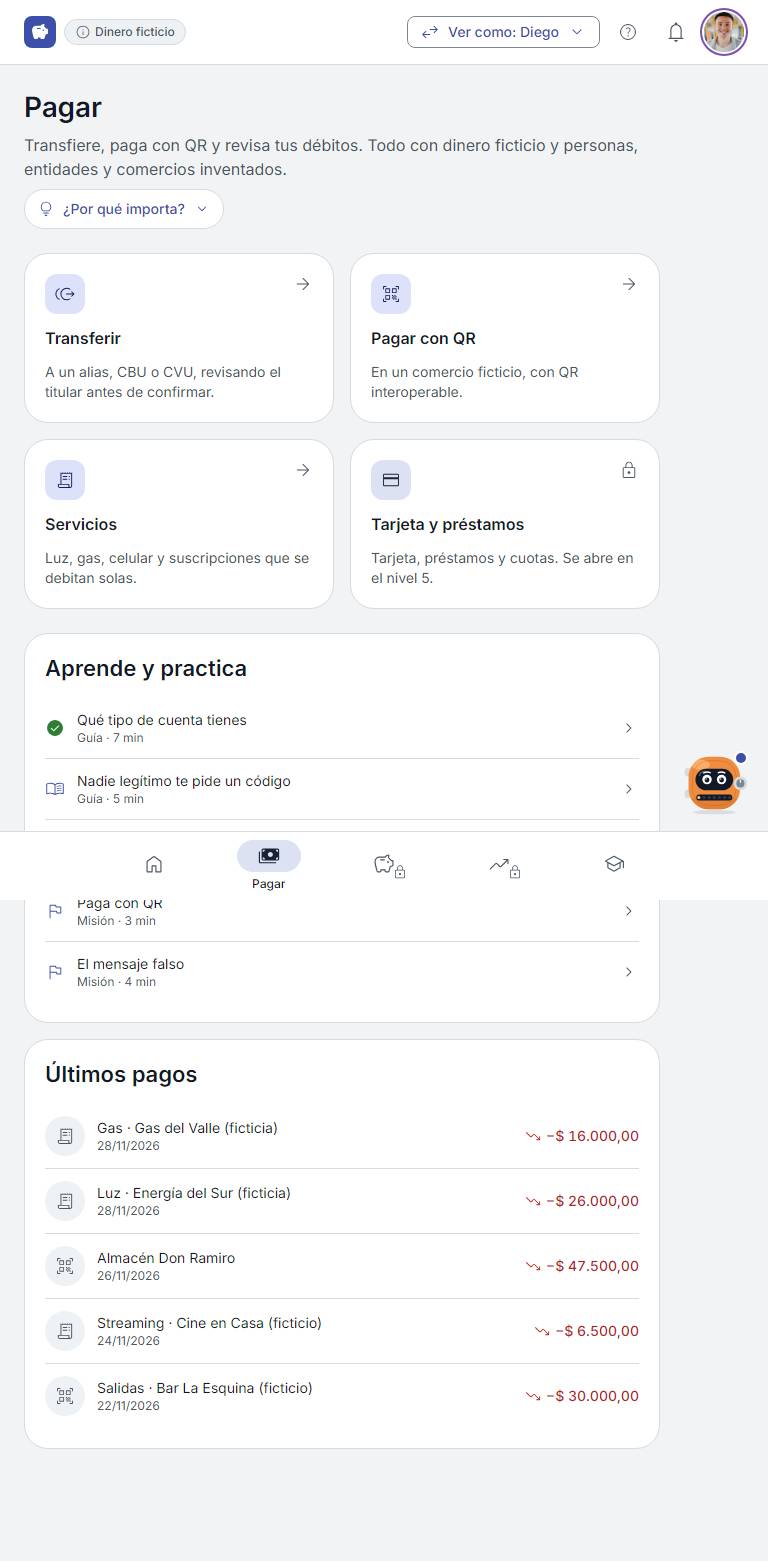 Dinero ficticio
Ver como: Diego
Pagar
Transfiere, paga con QR y revisa tus débitos. Todo con dinero ficticio y personas,
entidades y comercios inventados.
¿Por qué importa?
Transferir
A un alias, CBU o CVU, revisando el
titular antes de confirmar.
Pagar con QR
En un comercio ficticio, con QR
interoperable.
Servicios
Luz, gas, celular y suscripciones que se
debitan solas.
Tarjeta y préstamos
Tarjeta, préstamos y cuotas. Se abre en
el nivel 5.
Aprende y practica
Qué tipo de cuenta tienes
Guía · 7 min
Nadie legítimo te pide un código
Guía · 5 min
Pagar
Paga con QR
Misión · 3 min
El mensaje falso
Misión · 4 min
Últimos pagos
Gas · Gas del Valle (ficticia)
28/11/2026
−$ 16.000,00
Luz · Energía del Sur (ficticia)
28/11/2026
−$ 26.000,00
Almacén Don Ramiro
26/11/2026
−$ 47.500,00
Streaming · Cine en Casa (ficticio)
24/11/2026
−$ 6.500,00
Salidas · Bar La Esquina (ficticio)
22/11/2026
−$ 30.000,00